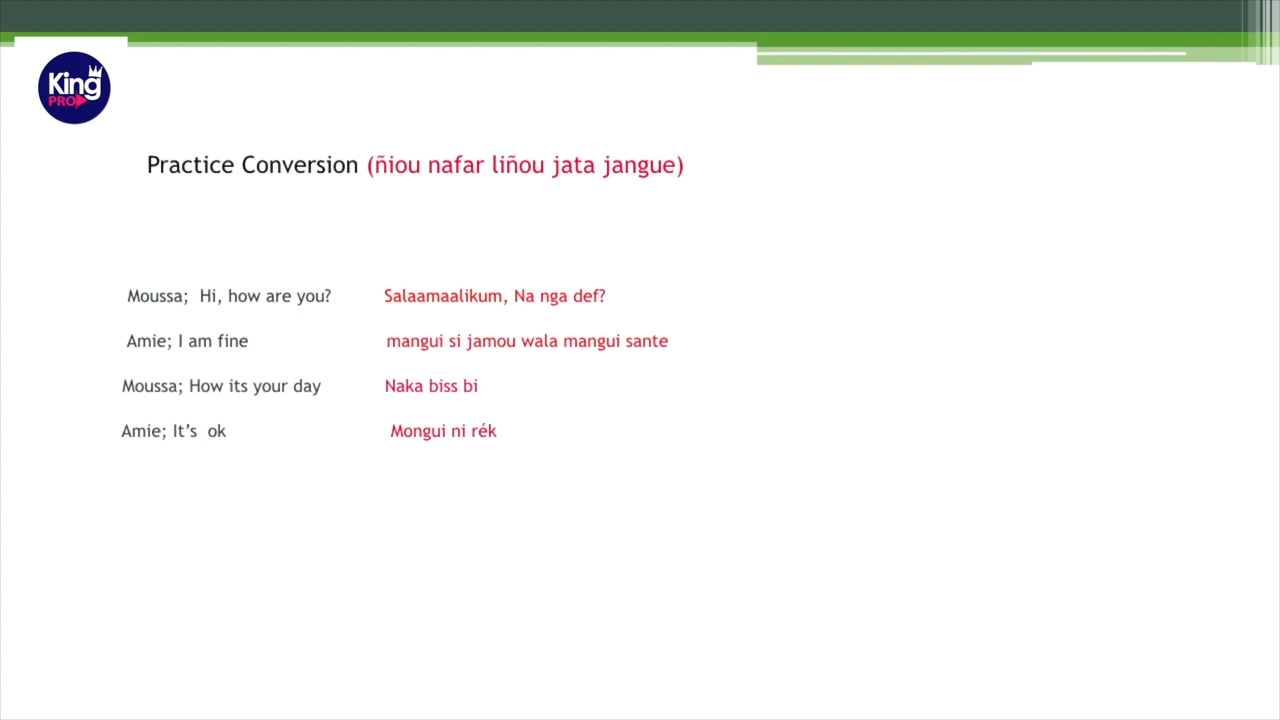 King
PRO
Practice Conversion (ñiou nafar liñou jata jangue)
Moussa; Hi, how are you? Salaamaalikum, Na nga def?
Amie; I am fine mangui si jamou wala mangui sante
Moussa; How its your day Naka biss bi
Amie; It’s ok Mongui ni rék